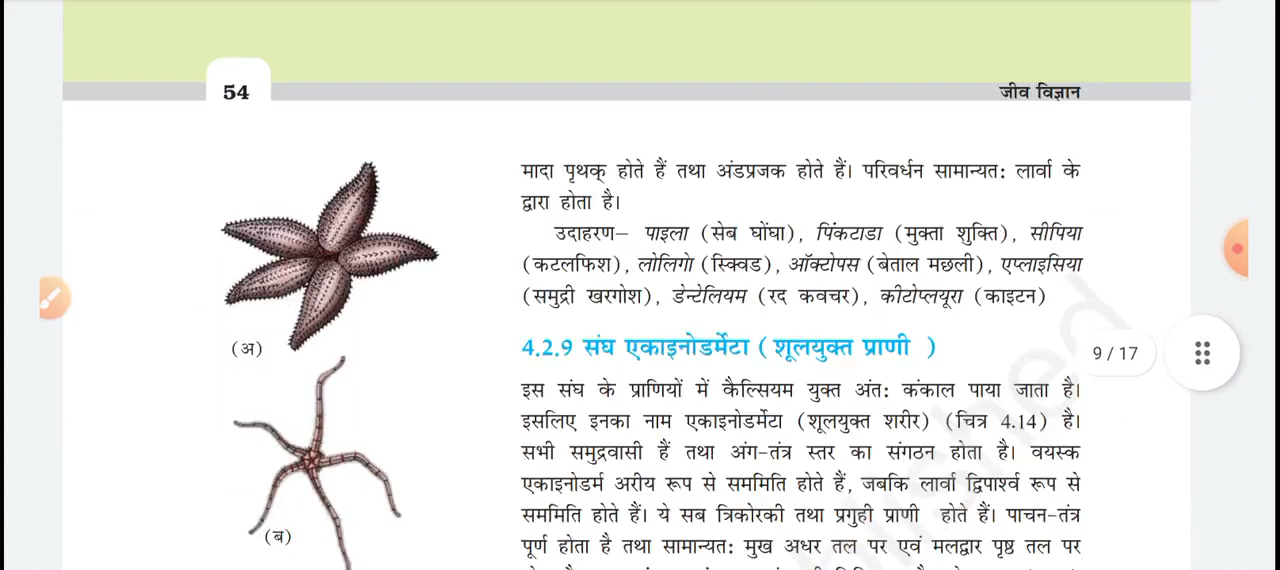 54
जीव विज्ञान
मादा पृथक् होते हैं तथा अंडप्रजक होते हैं। परिवर्धन सामान्यत: लार्वा के
द्वारा होता है।
उदाहरण– पाइला (सेब घोंघा), पिंकटाडा (मुक्ता शुक्ति), सीपिया
(कटलफिश), लोलिगो (स्क्विड), ऑक्टोपस (बेताल मछली), एप्लाइसिया
(समुद्री खरगोश), डेन्टेलियम (रद कवचर), कीटोप्लयूरा (काइटन)
(अ)
4.2.9 संघ एकाइनोडर्मेटा (शूलयुक्त प्राणी )
9 / 17
इस संघ के प्राणियों में कैल्सियम युक्त अंत: कंकाल पाया जाता है।
इसलिए इनका नाम एकाइनोडर्मेटा (शूलयुक्त शरीर) (चित्र 4.14) है।
सभी समुद्रवासी हैं तथा अंग-तंत्र स्तर का संगठन होता है। वयस्क
एकाइनोडर्म अरीय रूप से सममिति होते हैं, जबकि लार्वा द्विपार्श्व रूप से
सममिति होते हैं। ये सब त्रिकोरकी तथा प्रगुही प्राणी होते हैं। पाचन-तंत्र
(ब)
पूर्ण होता है तथा सामान्यत: मुख अधर तल पर एवं मलद्वार पृष्ठ तल पर